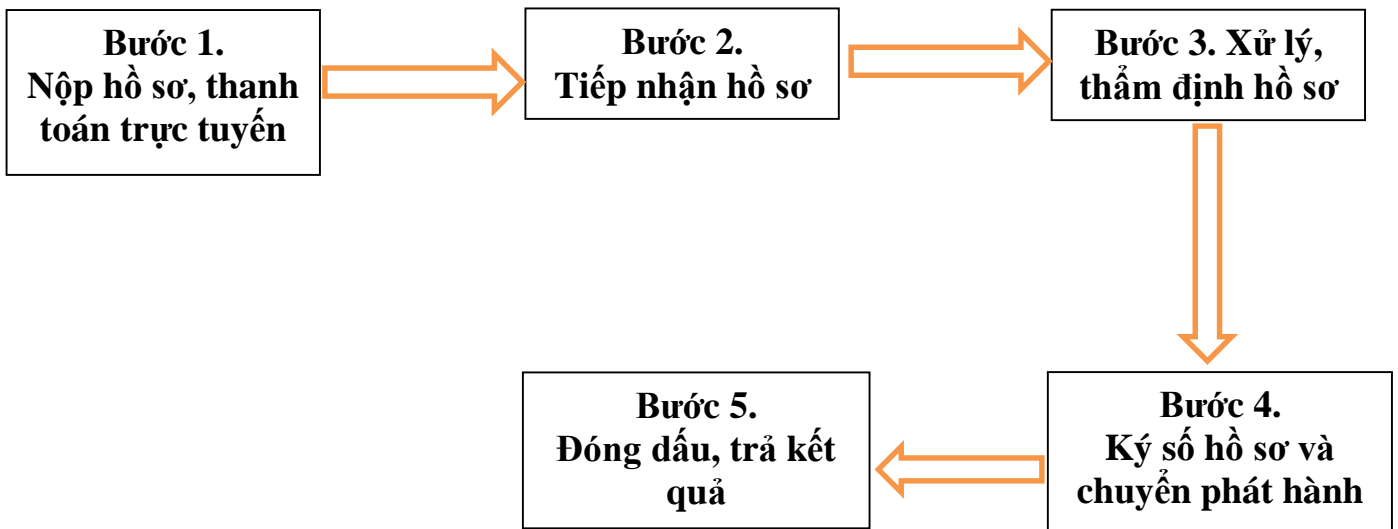 Bước 1.
Nộp hồ sơ, thanh
toán trực tuyến
Bước 2.
Tiếp nhận hồ sơ
Bước 3. Xử lý,
thẩm định hồ sơ
Bước 4.
Ký số hồ sơ và
chuyển phát hành
Bước 5.
Đóng dấu, trả kết
quả